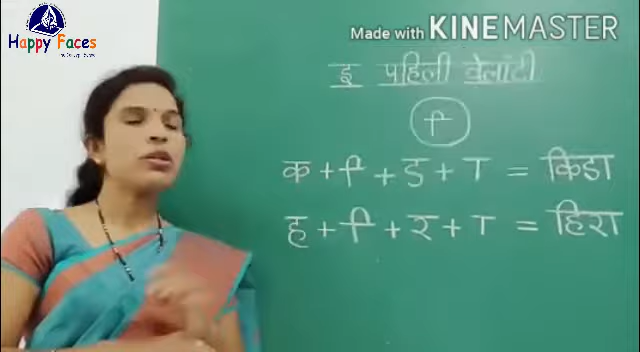 Happy Faces
Made with KINEMASTER
इ पहिली वेलांटी
ि
क + ि + ड + ा = किडा
ह + ि + र + ा = हिरा